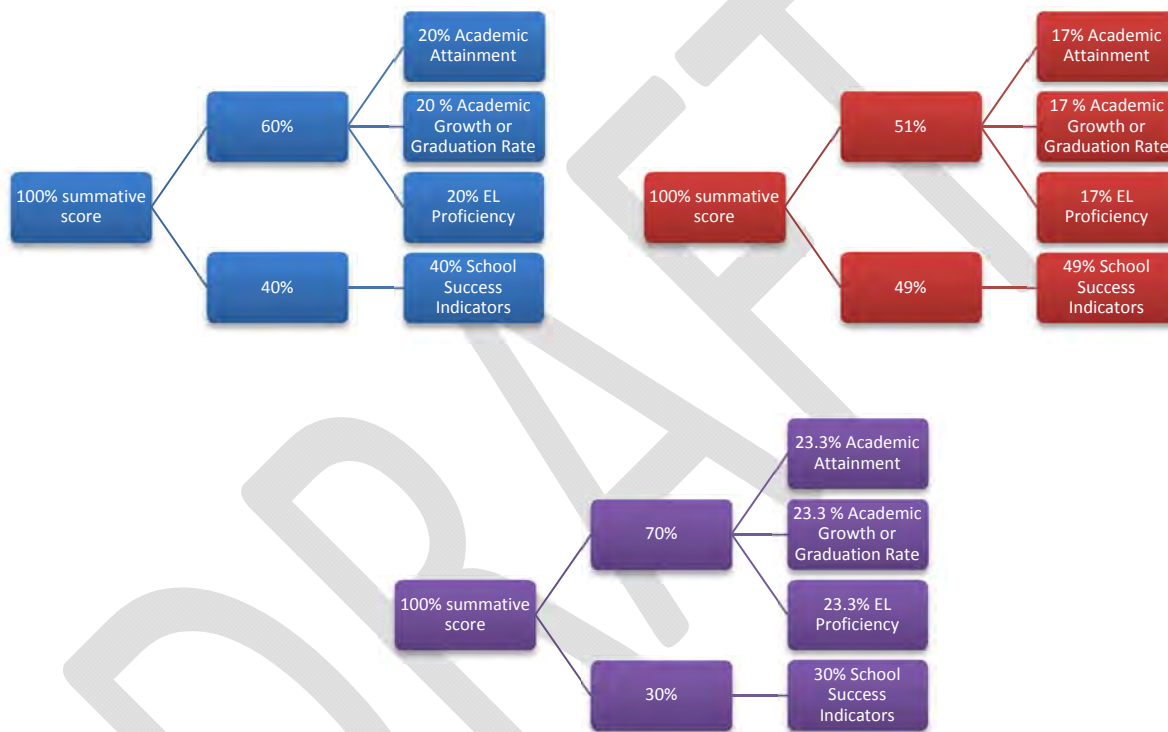 100% summative
score
60%
20% Academic
Attainment
20 % Academic
Growth or
Graduation Rate
20% EL
Proficiency
40%
40% School
Success
Indicators
100% summative
score
51%
17% Academic
Attainment
17 % Academic
Growth or
Graduation Rate
17% EL
Proficiency
49%
49% School
Success
Indicators
100% summative
score
70%
23.3% Academic
Attainment
23.3 % Academic
Growth or
Graduation Rate
23.3% EL
Proficiency
30%
30% School
Success
Indicators
DRAFT